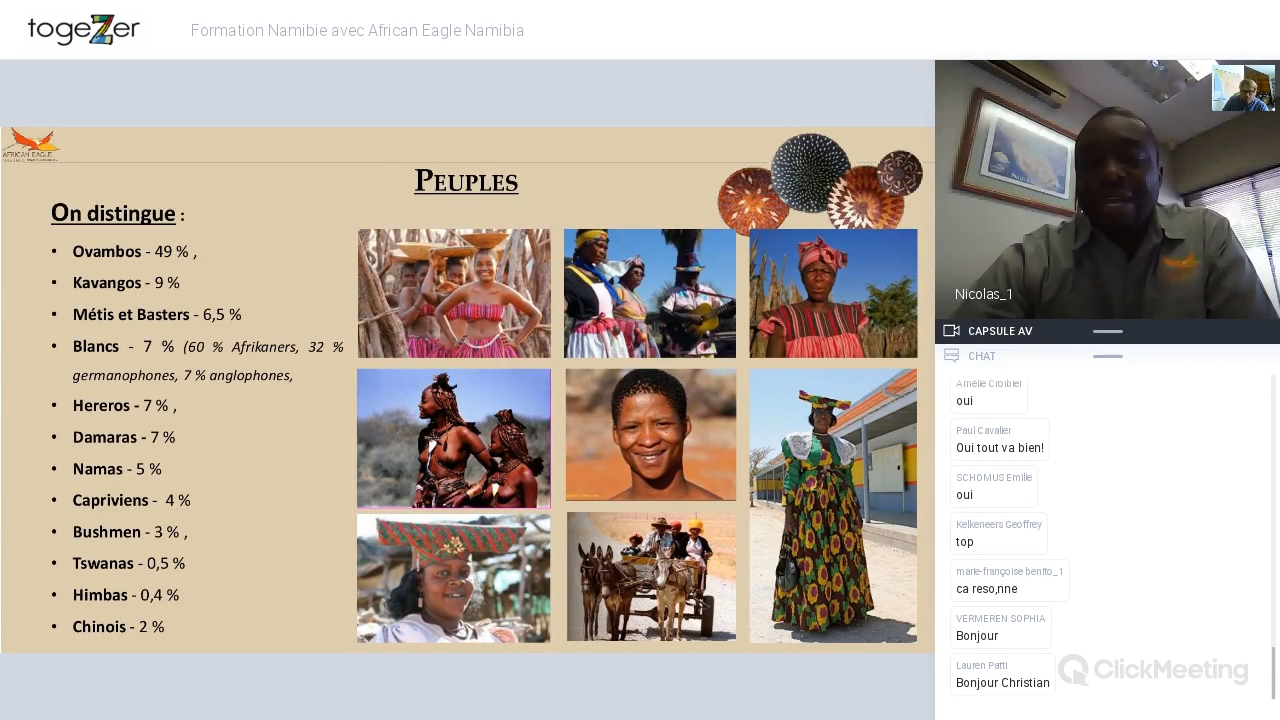 togeZer
Formation Namibie avec African Eagle Namibia
AFRICAN EAGLE
PEUPLES
On distingue :
• Ovambos - 49 % ,
• Kavangos - 9 %
• Métis et Basters - 6,5 %
• Blancs - 7 % (60 % Afrikaners, 32 %
germanophones, 7 % anglophones,
• Hereros - 7 % ,
• Damaras - 7 %
• Namas - 5 %
• Capriviens - 4 %
• Bushmen - 3 % ,
• Tswanas - 0,5 %
• Himbas - 0,4 %
• Chinois - 2 %
Nicolas_1
CAPSULE AV
CHAT
Amélie Croibier
oui
Paul Cavalier
Oui tout va bien!
SCHOMUS Emilie
oui
Kelkeneers Geoffrey
top
marie-françoise benito_1
ca reso,nne
VERMEREN SOPHIA
Bonjour
Lauren Patti
Bonjour Christian
ClickMeeting